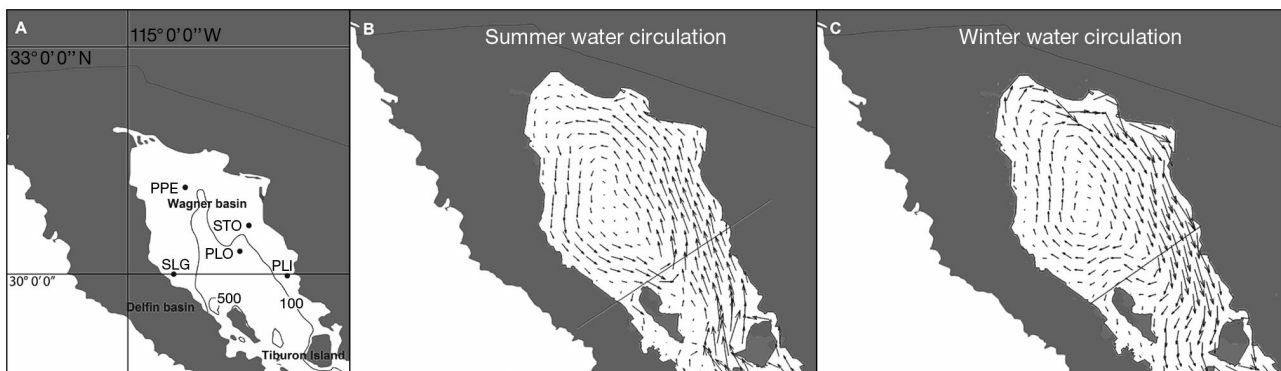 A
115° 0’ 0’’ W
33° 0’ 0’’ N
PPE
Wagner basin
STO
PLO
SLG
PLI
30° 0’ 0’’
500
100
Delfin basin
Tiburon Island
B
Summer water circulation
C
Winter water circulation